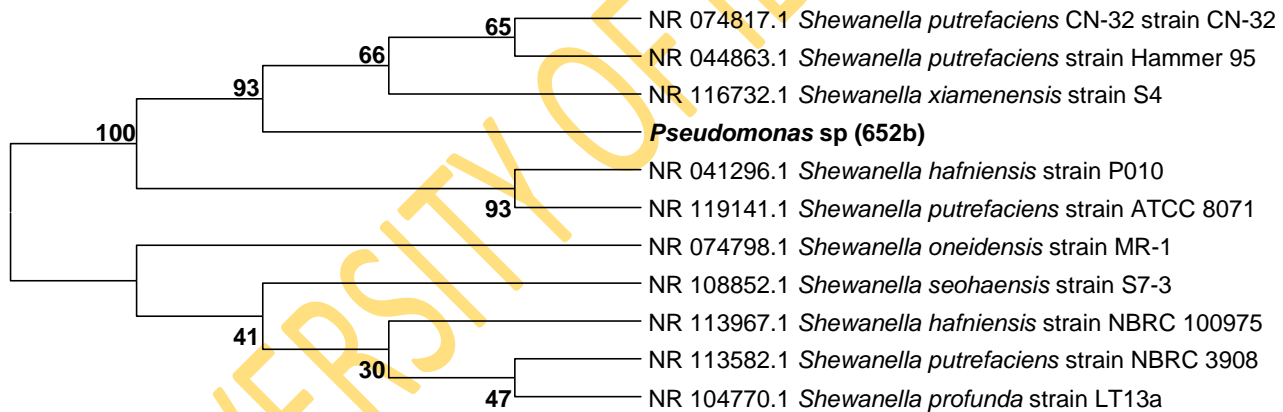 NR 074817.1 Shewanella putrefaciens CN-32 strain CN-32
65
NR 044863.1 Shewanella putrefaciens strain Hammer 95
66
NR 116732.1 Shewanella xiamenensis strain S4
93
Pseudomonas sp (652b)
100
NR 041296.1 Shewanella hafniensis strain P010
NR 119141.1 Shewanella putrefaciens strain ATCC 8071
93
NR 074798.1 Shewanella oneidensis strain MR-1
NR 108852.1 Shewanella seohaensis strain S7-3
41
NR 113967.1 Shewanella hafniensis strain NBRC 100975
30
NR 113582.1 Shewanella putrefaciens strain NBRC 3908
47
NR 104770.1 Shewanella profunda strain LT13a
VERSITY OF